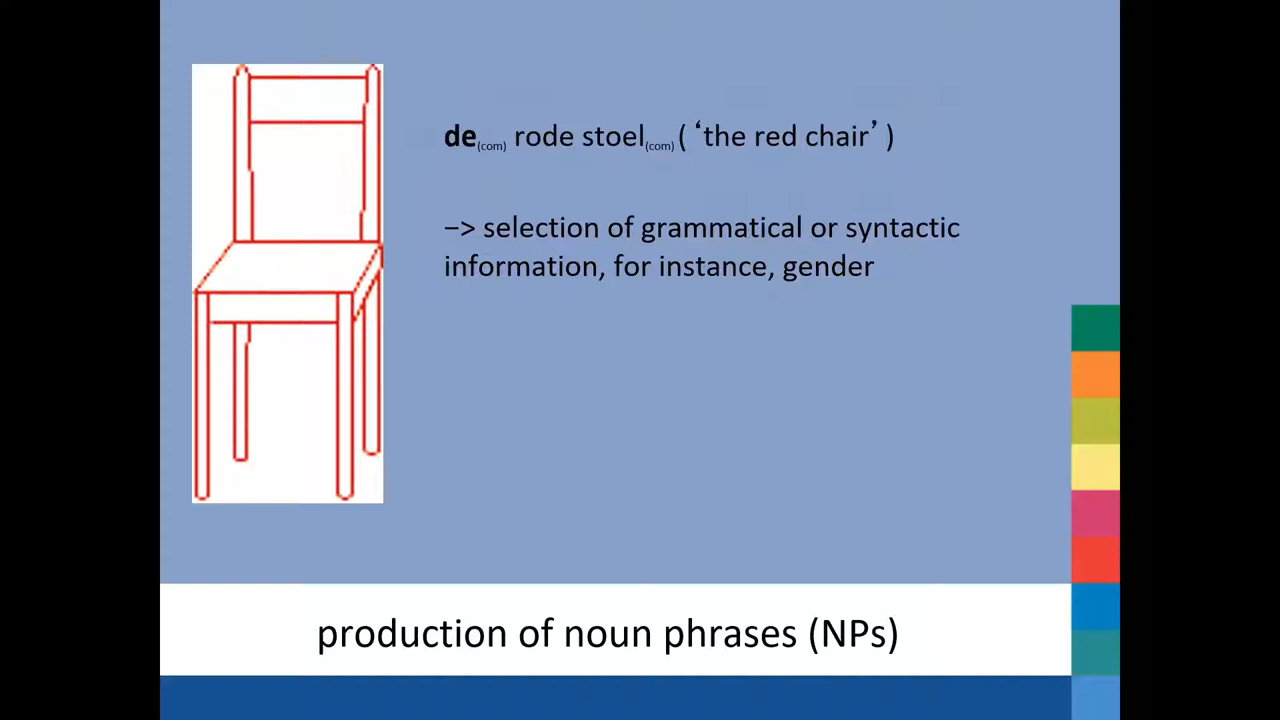 de(com) rode stoel(com) ( ‘the red chair’ )
−> selection of grammatical or syntactic
information, for instance, gender
production of noun phrases (NPs)